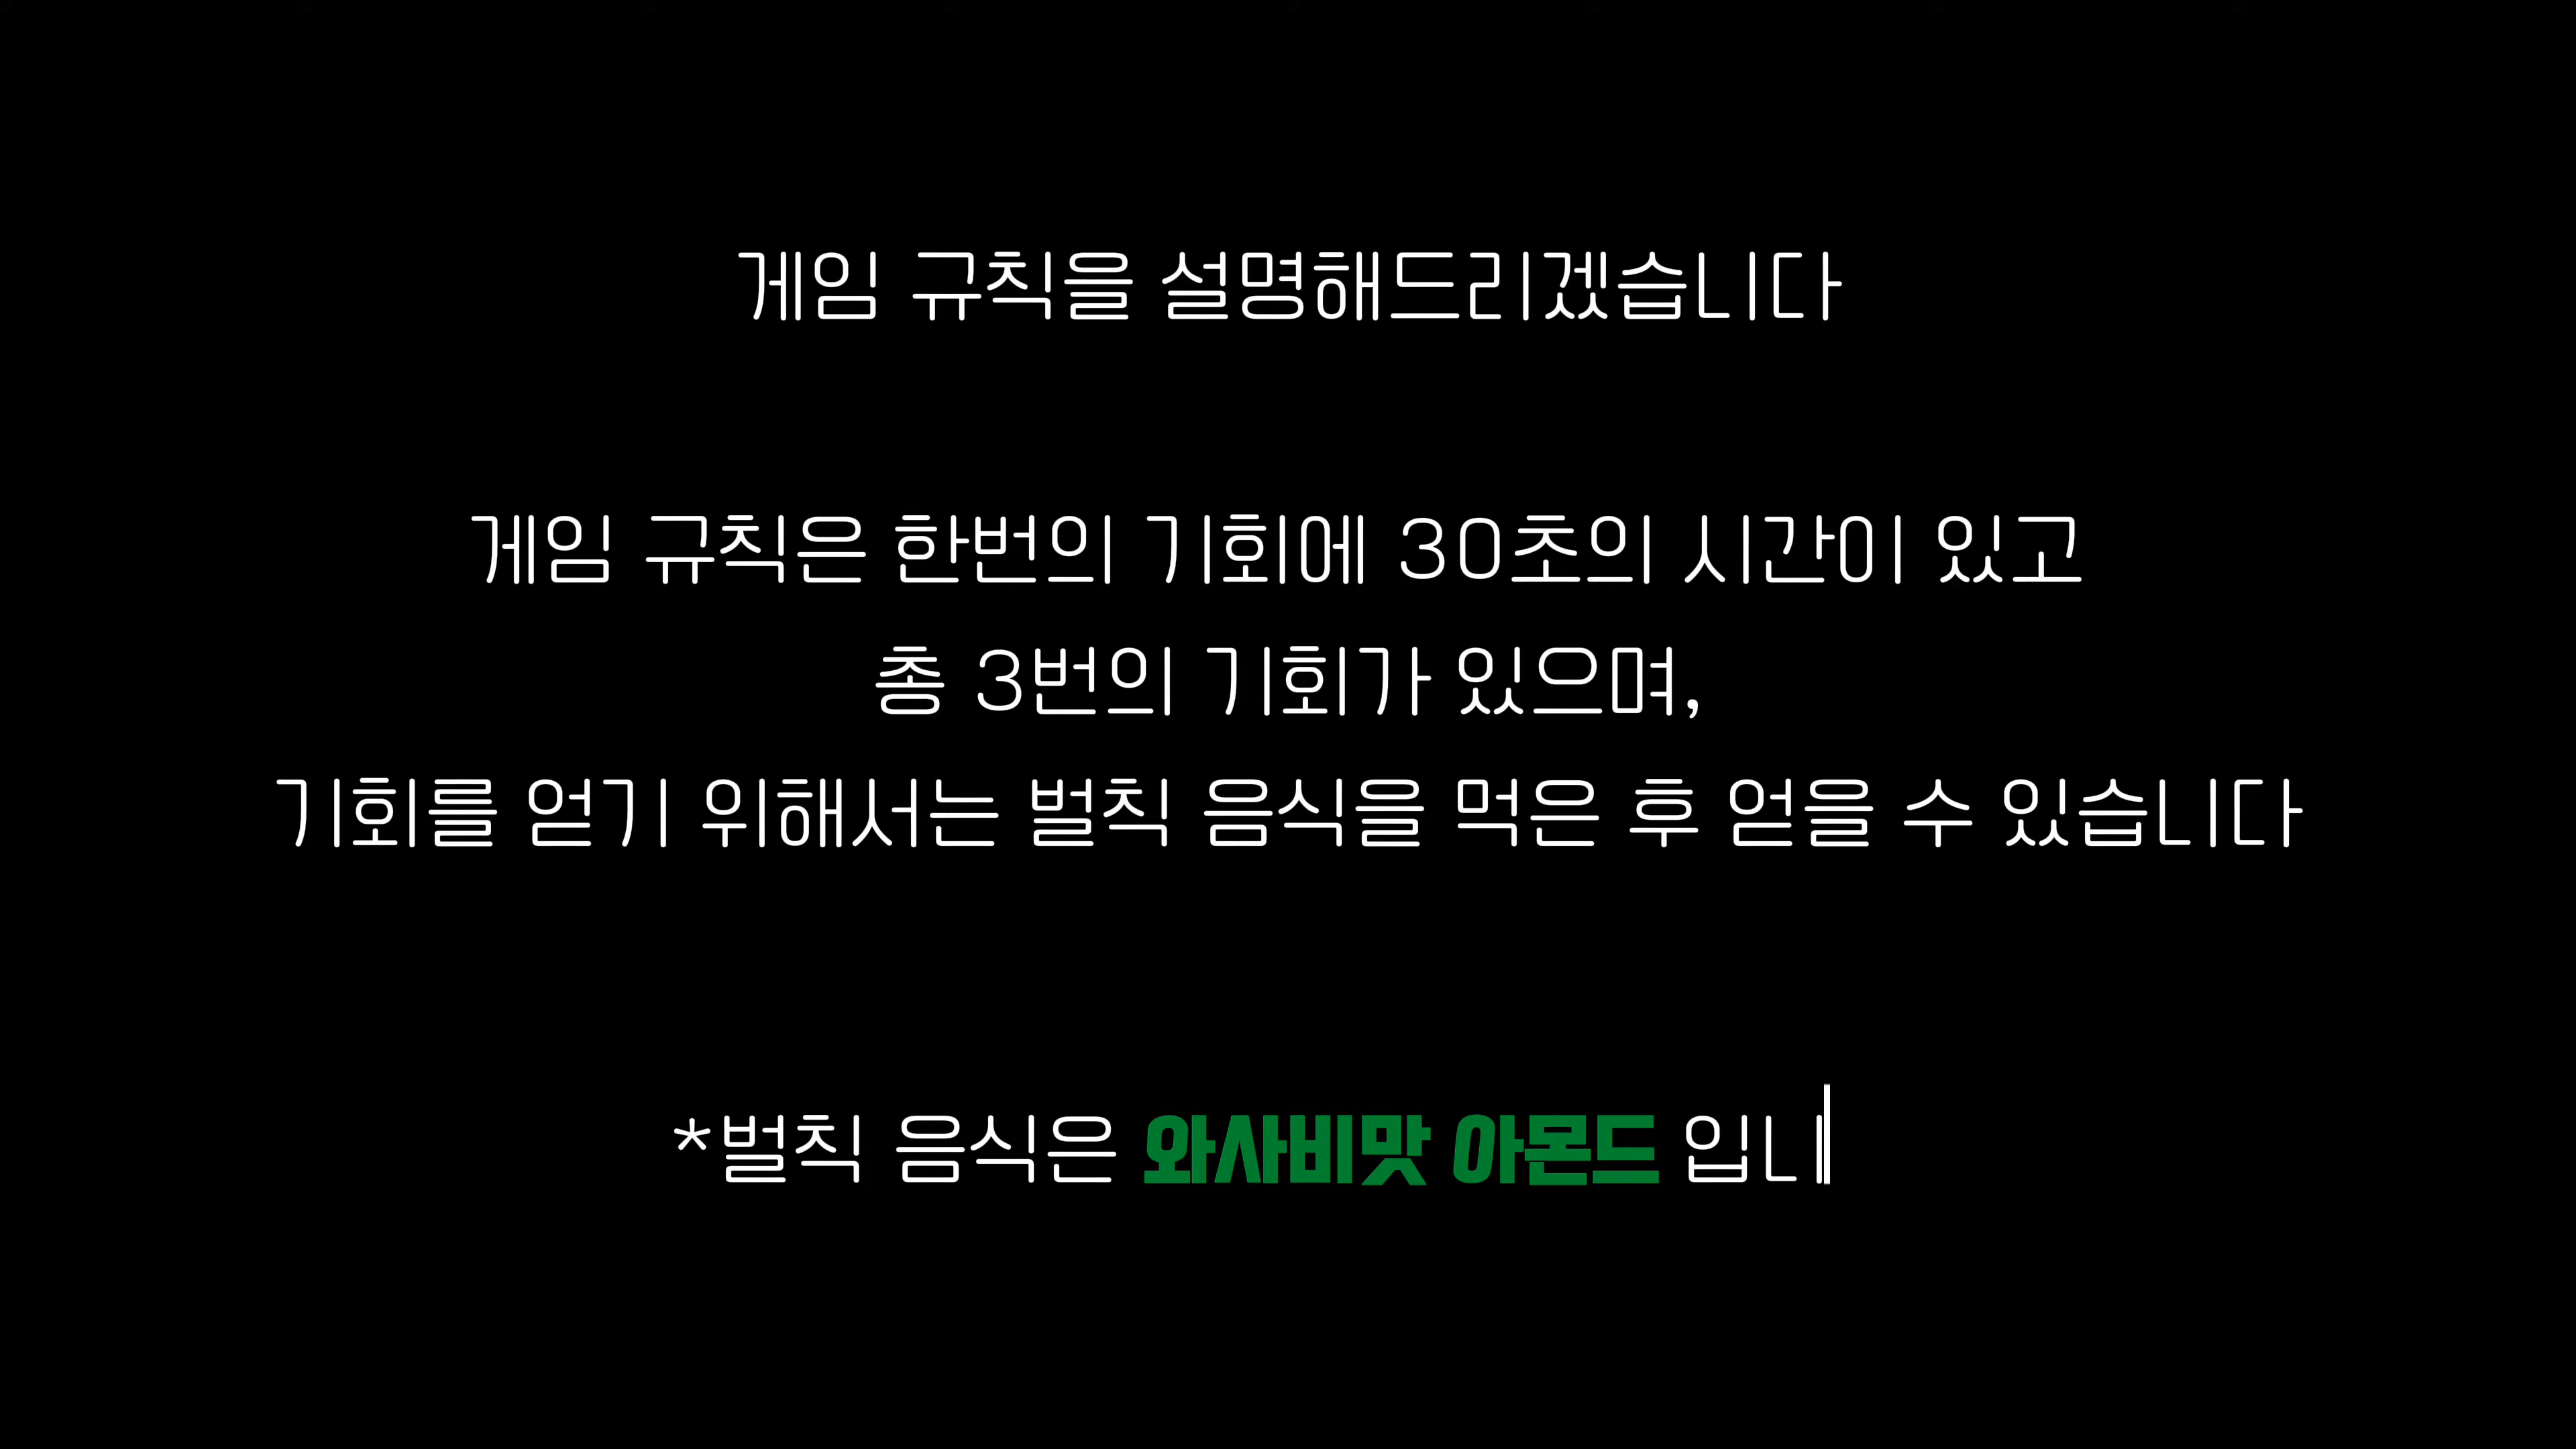 게임 규칙을 설명해드리겠습니다
게임 규칙은 한번의 기회에 30초의 시간이 있고
총 3번의 기회가 있으며,
기회를 얻기 위해서는 벌칙 음식을 먹은 후 얻을 수 있습니다
*벌칙 음식은 와사비맛 아몬드 입니